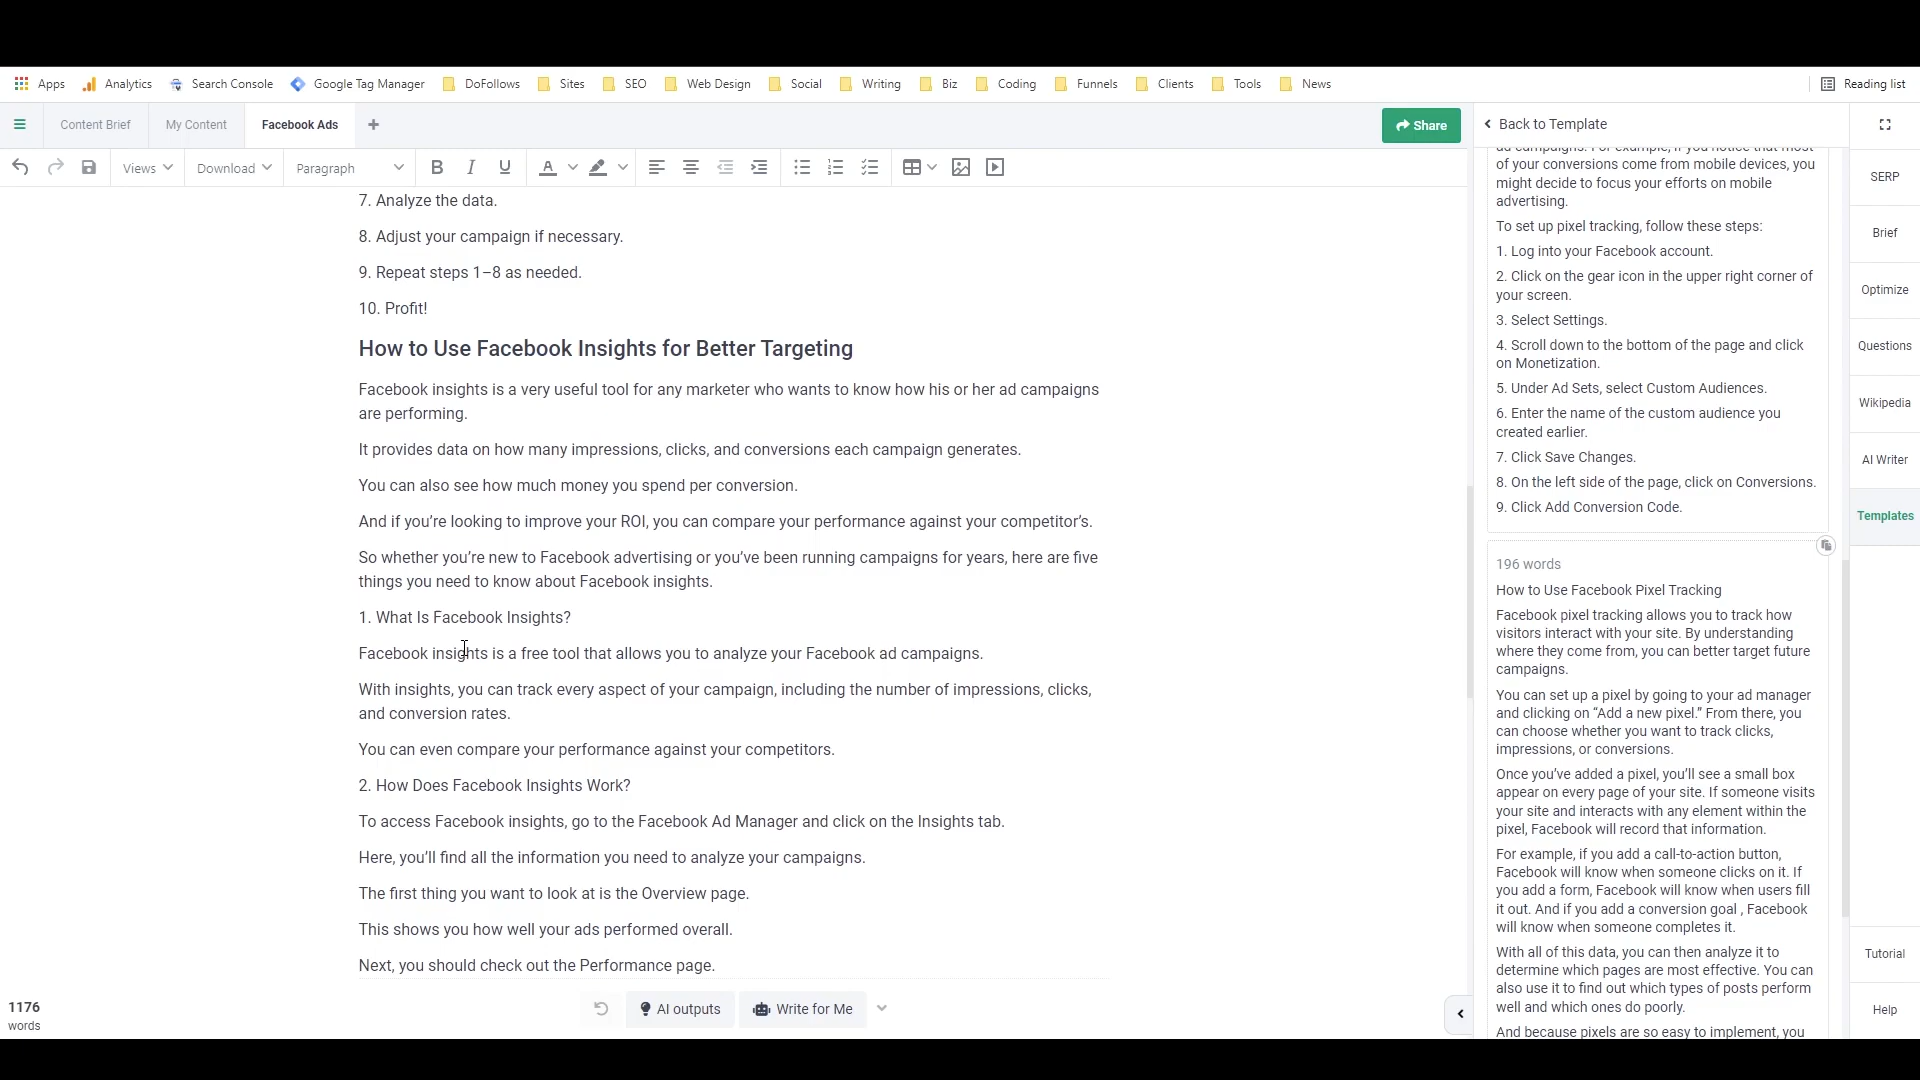 Apps Analytics Search Console Google Tag Manager DoFollows Sites SEO Web Design Social Writing Biz Coding Funnels Clients Tools News Reading list
Content Brief My Content Facebook Ads + Share
Views Download Paragraph B I U A
7. Analyze the data.
8. Adjust your campaign if necessary.
9. Repeat steps 1–8 as needed.
10. Profit!
How to Use Facebook Insights for Better Targeting
Facebook insights is a very useful tool for any marketer who wants to know how his or her ad campaigns
are performing.
It provides data on how many impressions, clicks, and conversions each campaign generates.
You can also see how much money you spend per conversion.
And if you’re looking to improve your ROI, you can compare your performance against your competitor’s.
So whether you’re new to Facebook advertising or you’ve been running campaigns for years, here are five
things you need to know about Facebook insights.
1. What Is Facebook Insights?
Facebook insights is a free tool that allows you to analyze your Facebook ad campaigns.
With insights, you can track every aspect of your campaign, including the number of impressions, clicks,
and conversion rates.
You can even compare your performance against your competitors.
2. How Does Facebook Insights Work?
To access Facebook insights, go to the Facebook Ad Manager and click on the Insights tab.
Here, you’ll find all the information you need to analyze your campaigns.
The first thing you want to look at is the Overview page.
This shows you how well your ads performed overall.
Next, you should check out the Performance page.
1176
words
AI outputs Write for Me
Back to Template
ad campaigns. For example, if you notice that most
of your conversions come from mobile devices, you
might decide to focus your efforts on mobile
advertising.
To set up pixel tracking, follow these steps:
1. Log into your Facebook account.
2. Click on the gear icon in the upper right corner of
your screen.
3. Select Settings.
4. Scroll down to the bottom of the page and click
on Monetization.
5. Under Ad Sets, select Custom Audiences.
6. Enter the name of the custom audience you
created earlier.
7. Click Save Changes.
8. On the left side of the page, click on Conversions.
9. Click Add Conversion Code.
196 words
How to Use Facebook Pixel Tracking
Facebook pixel tracking allows you to track how
visitors interact with your site. By understanding
where they come from, you can better target future
campaigns.
You can set up a pixel by going to your ad manager
and clicking on “Add a new pixel.” From there, you
can choose whether you want to track clicks,
impressions, or conversions.
Once you’ve added a pixel, you’ll see a small box
appear on every page of your site. If someone visits
your site and interacts with any element within the
pixel, Facebook will record that information.
For example, if you add a call-to-action button,
Facebook will know when someone clicks on it. If
you add a form, Facebook will know when users fill
it out. And if you add a conversion goal , Facebook
will know when someone completes it.
With all of this data, you can then analyze it to
determine which pages are most effective. You can
also use it to find out which types of posts perform
well and which ones do poorly.
And because pixels are so easy to implement, you
SERP
Brief
Optimize
Questions
Wikipedia
AI Writer
Templates
Tutorial
Help